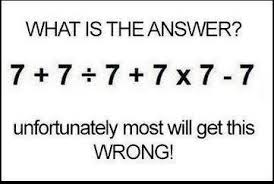 WHAT IS THE ANSWER?
7 + 7 ÷ 7 + 7 x 7 - 7
unfortunately most will get this
WRONG!